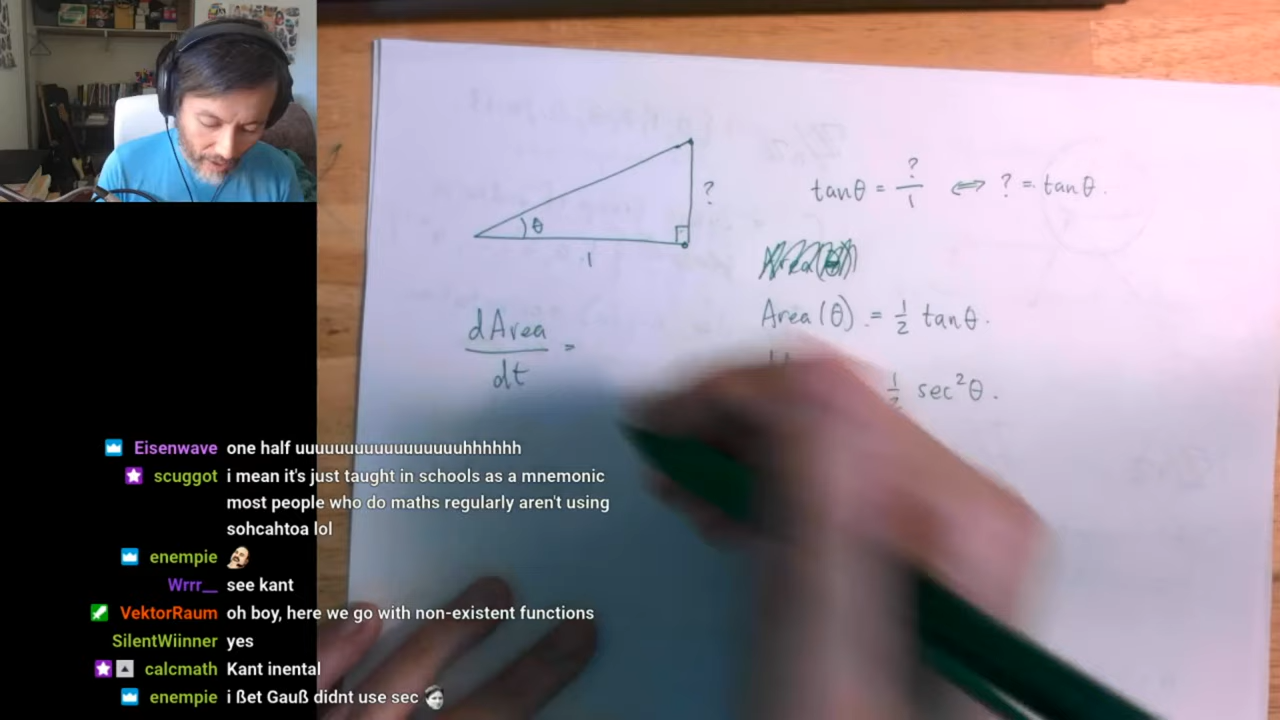 θ
?
1
tanθ = ?/1 ⟺ ? = tanθ.
Area(θ) = 1/2 tanθ.
dArea/dt =
1/2 sec²θ.
Eisenwave one half uuuuuuuuuuuuuuuuuhhhhhh
scuggot i mean it's just taught in schools as a mnemonic
most people who do maths regularly aren't using
sohcahtoa lol
enempie
Wrrr__ see kant
VektorRaum oh boy, here we go with non-existent functions
SilentWiinner yes
calcmath Kant inental
enempie i ßet Gauß didnt use sec